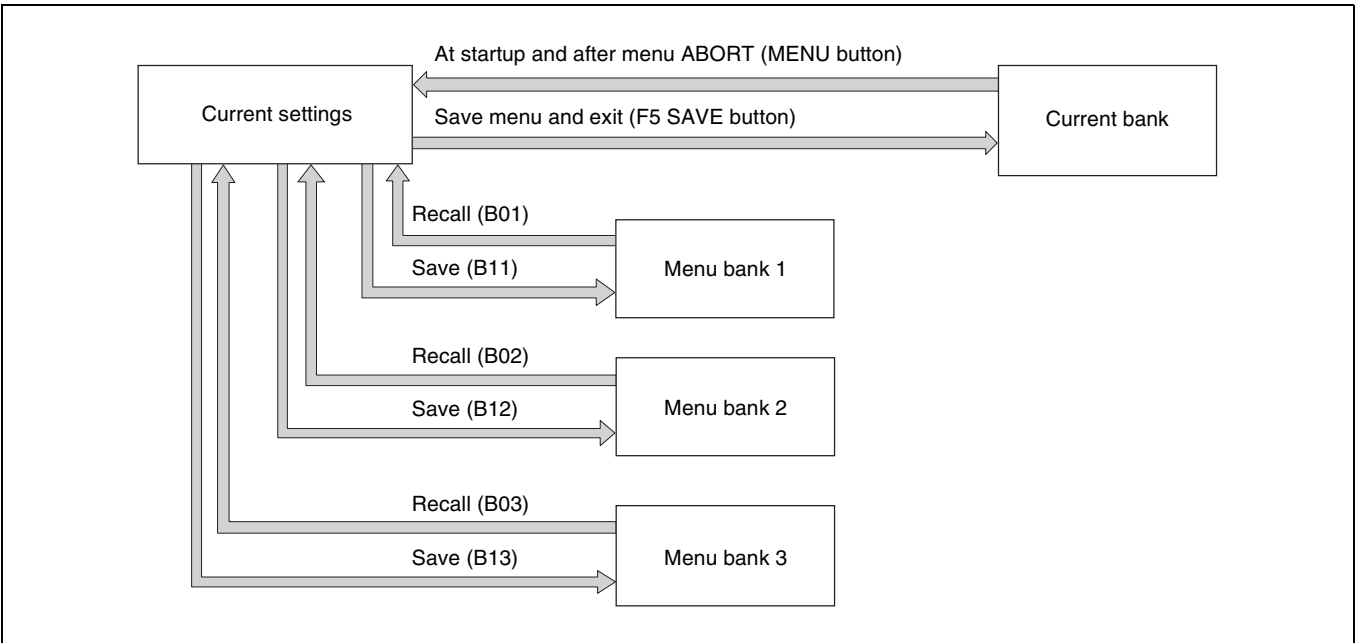 At startup and after menu ABORT (MENU button)
Current settings
Save menu and exit (F5 SAVE button)
Current bank
Recall (B01)
Save (B11)
Menu bank 1
Recall (B02)
Save (B12)
Menu bank 2
Recall (B03)
Save (B13)
Menu bank 3